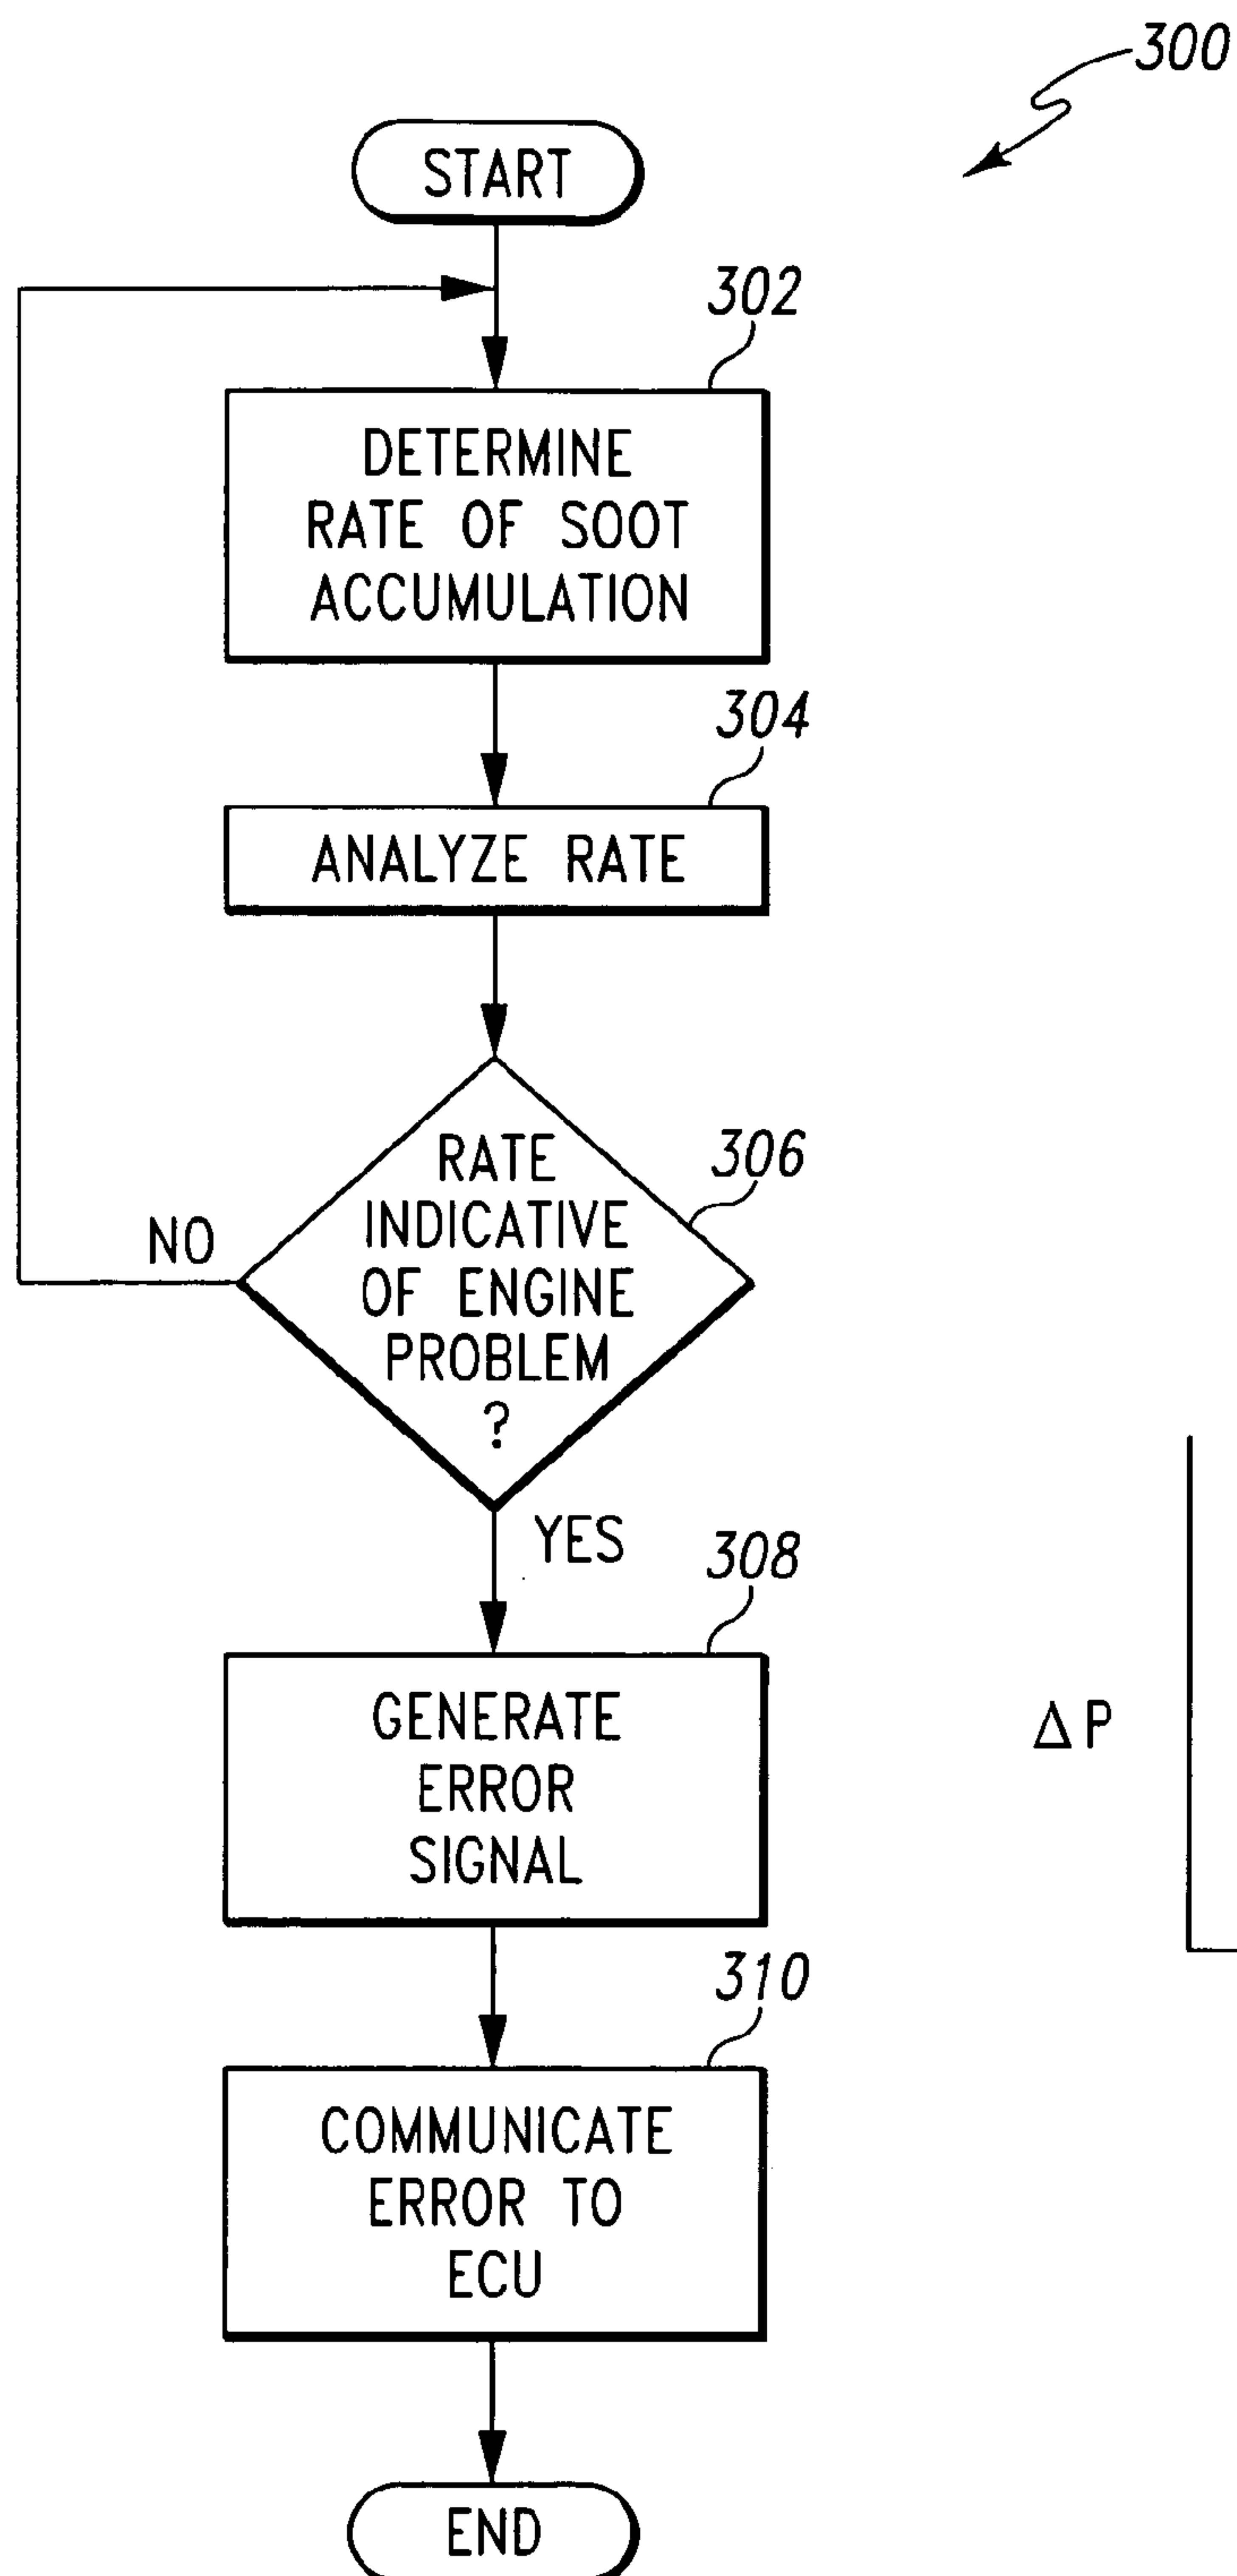 300
START
302
DETERMINE
RATE OF SOOT
ACCUMULATION
304
ANALYZE RATE
306
RATE
INDICATIVE
OF ENGINE
PROBLEM
?
NO
YES
308
GENERATE
ERROR
SIGNAL
ΔP
310
COMMUNICATE
ERROR TO
ECU
END